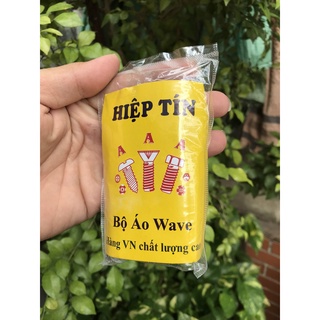 HIỆP TÍN
A A A
Bộ Áo Wave
Hàng VN chất lượng cao